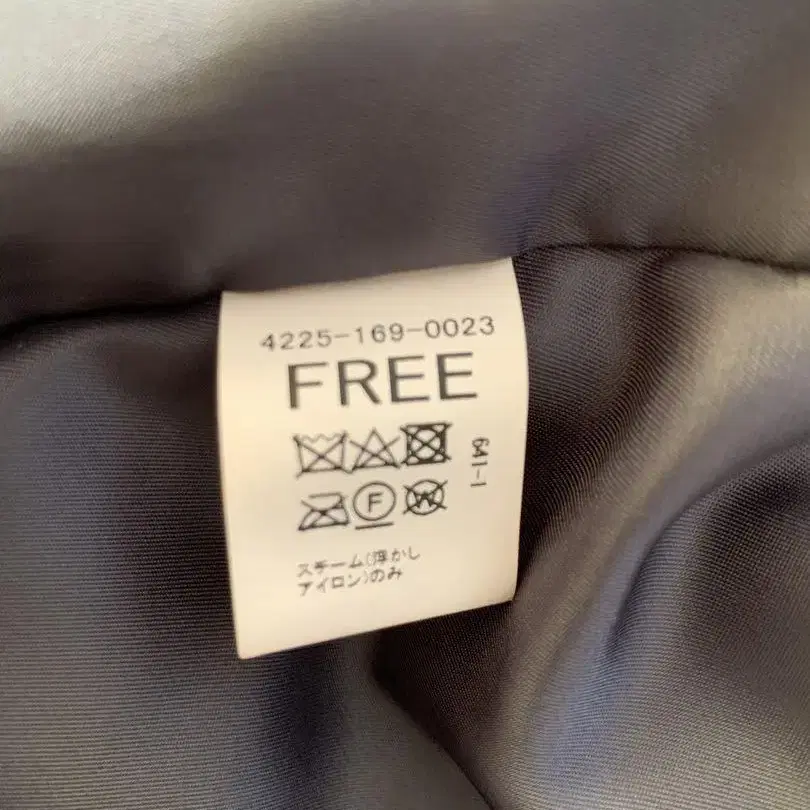 4225-169-0023
FREE
641-1
F
W
スチーム(浮かし
アイロン)のみ